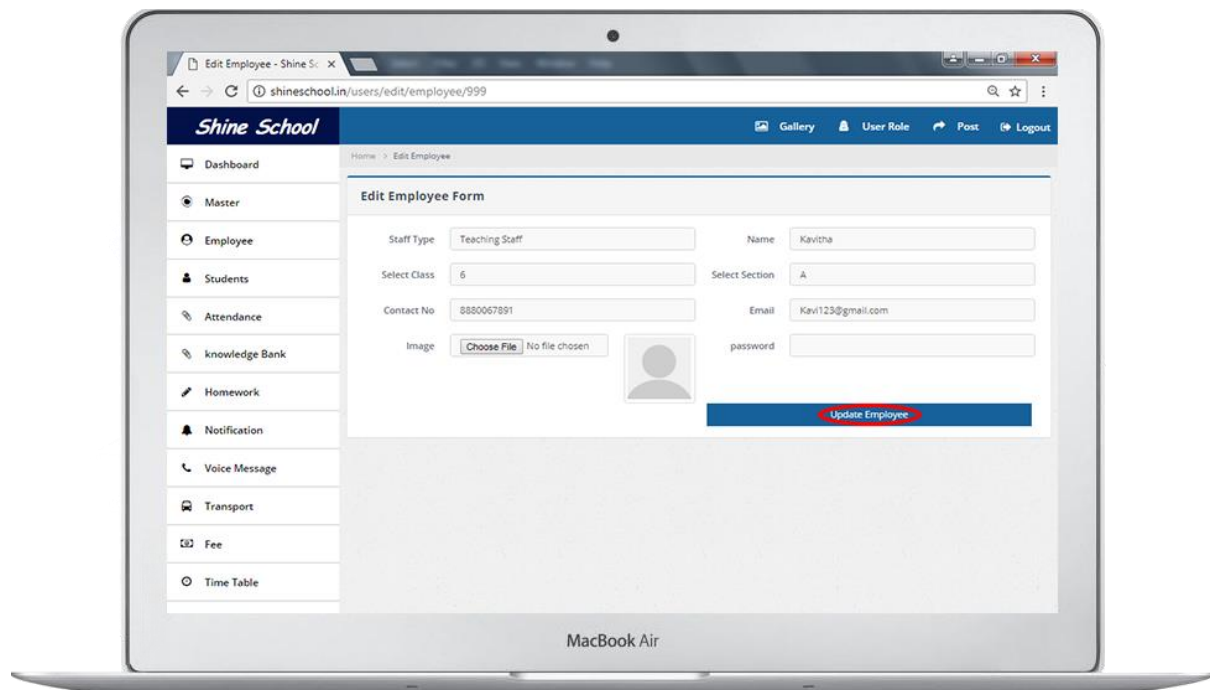 Edit Employee - Shine Sc
shineschool.in/users/edit/employee/999
Shine School
Gallery User Role Post Logout
Dashboard
Home > Edit Employee
Master
Edit Employee Form
Employee
Staff Type Teaching Staff Name Kavitha
Students
Select Class 6 Select Section A
Attendance
Contact No 8880067891 Email Kavi123@gmail.com
knowledge Bank
Image Choose File No file chosen password
Homework
Update Employee
Notification
Voice Message
Transport
Fee
Time Table
MacBook Air